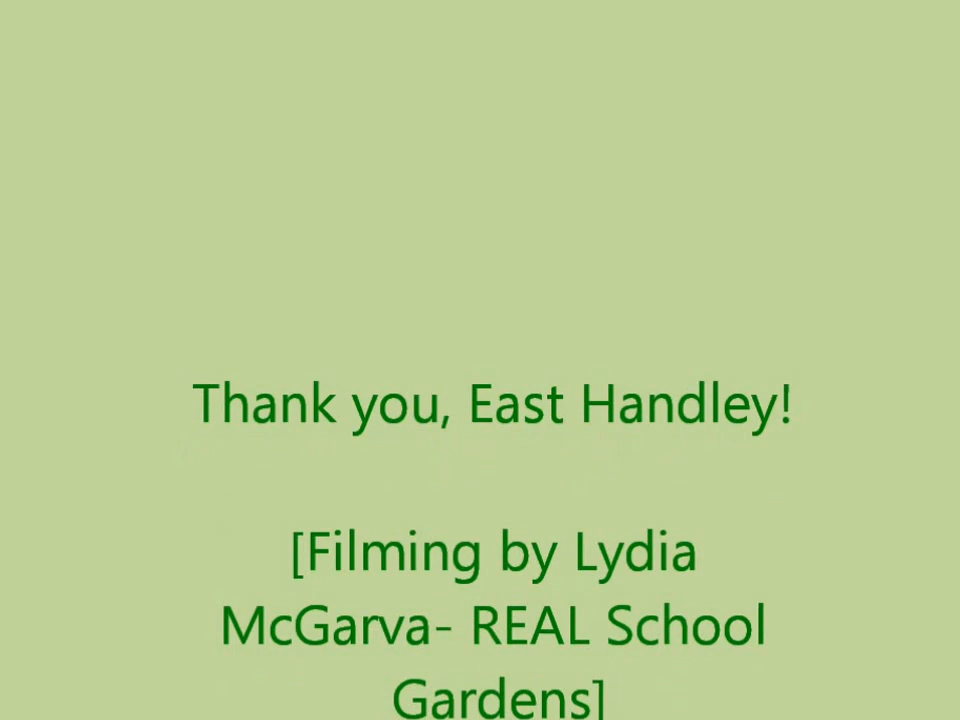 Thank you, East Handley!
[Filming by Lydia
McGarva- REAL School
Gardens]